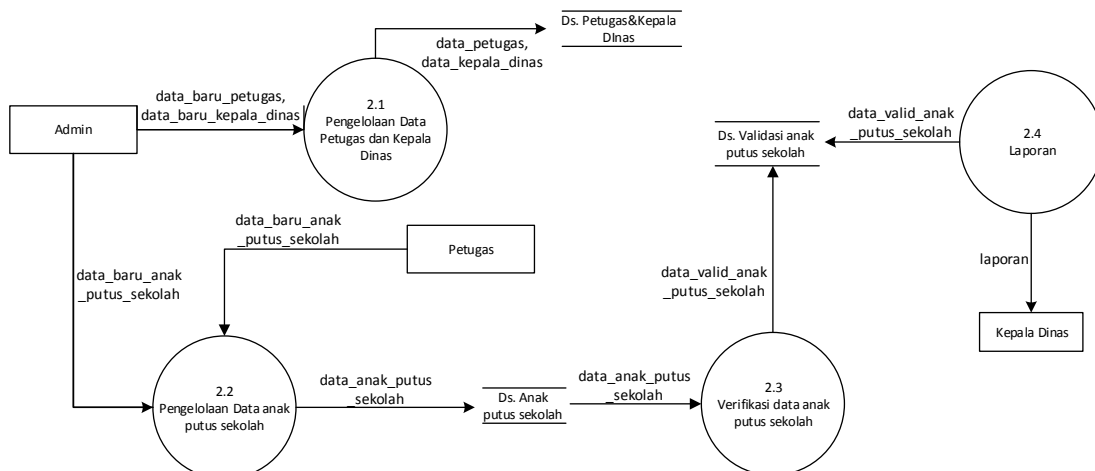 Ds. Petugas&Kepala
DInas
data_petugas,
data_kepala_dinas
data_baru_petugas,
data_baru_kepala_dinas
Admin
2.1
Pengelolaan Data
Petugas dan Kepala
Dinas
Ds. Validasi anak
putus sekolah
data_valid_anak
_putus_sekolah
2.4
Laporan
data_baru_anak
_putus_sekolah
Petugas
data_baru_anak
_putus_sekolah
data_valid_anak
_putus_sekolah
laporan
Kepala Dinas
2.2
Pengelolaan Data anak
putus sekolah
data_anak_putus
_sekolah
Ds. Anak
putus sekolah
data_anak_putus
_sekolah
2.3
Verifikasi data anak
putus sekolah